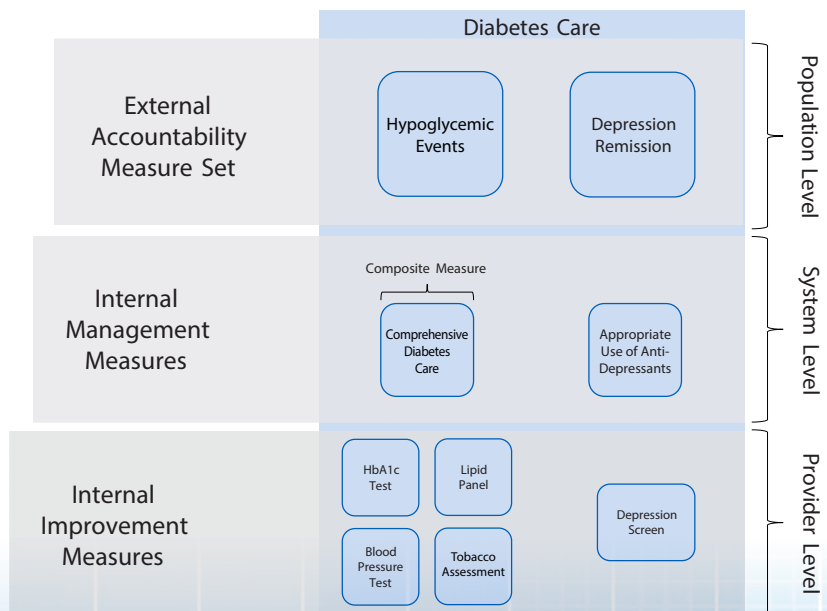 Diabetes Care
External
Accountability
Measure Set
Hypoglycemic
Events
Depression
Remission
Population Level
Internal
Management
Measures
Composite Measure
Comprehensive
Diabetes
Care
Appropriate
Use of Anti-
Depressants
System Level
Internal
Improvement
Measures
HbA1c
Test
Lipid
Panel
Blood
Pressure
Test
Tobacco
Assessment
Depression
Screen
Provider Level